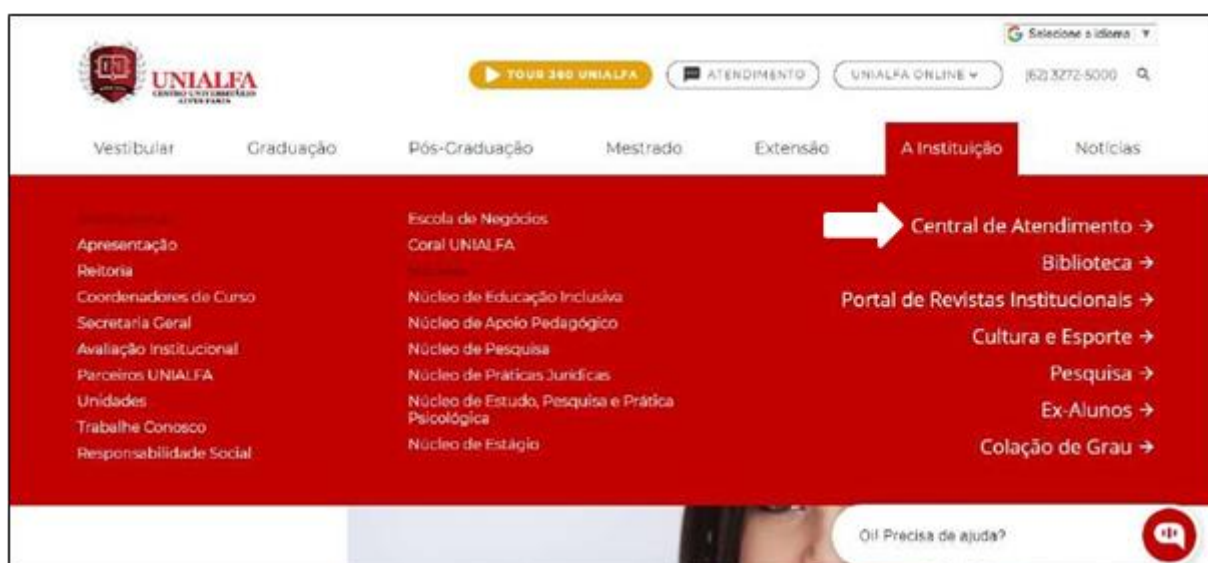 Selecione o idioma
UNIALFA
CENTRO UNIVERSITÁRIO
ALVES FARIA
TOUR 360 UNIALFA
ATENDIMENTO
UNIALFA ONLINE
(62) 3272-5000
Vestibular
Graduação
Pós-Graduação
Mestrado
Extensão
A Instituição
Notícias
Apresentação
Reitoria
Coordenadores de Curso
Secretaria Geral
Avaliação Institucional
Parceiros UNIALFA
Unidades
Trabalhe Conosco
Responsabilidade Social
Escola de Negócios
Coral UNIALFA
Núcleo de Educação Inclusiva
Núcleo de Apoio Pedagógico
Núcleo de Pesquisa
Núcleo de Práticas Jurídicas
Núcleo de Estudo, Pesquisa e Prática
Psicológica
Núcleo de Estágio
Central de Atendimento →
Biblioteca →
Portal de Revistas Institucionais →
Cultura e Esporte →
Pesquisa →
Ex-Alunos →
Colação de Grau →
Oi! Precisa de ajuda?